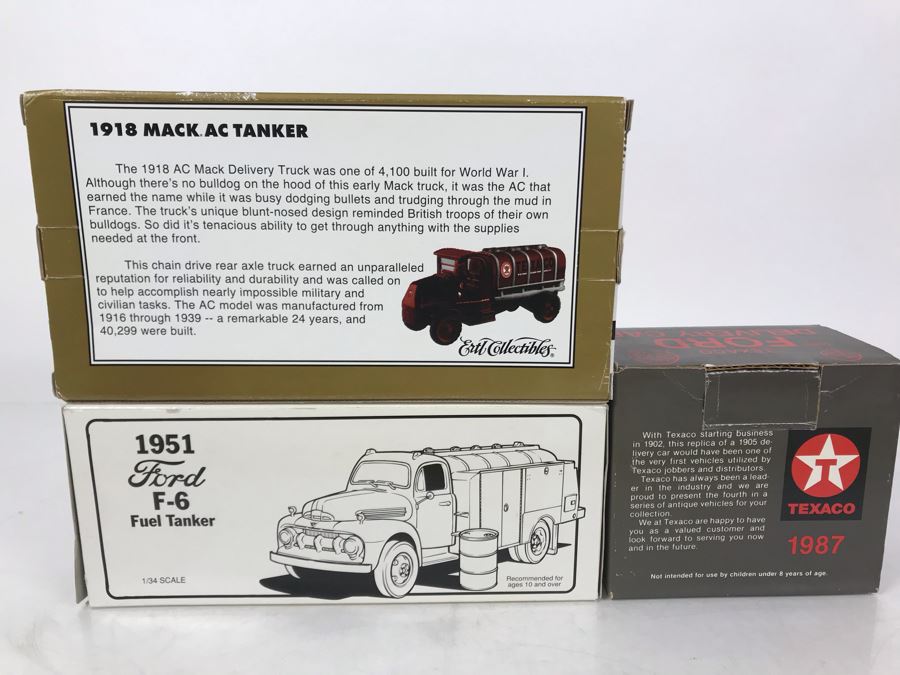 1918 MACK AC TANKER
The 1918 AC Mack Delivery Truck was one of 4,100 built for World War I.
Although there's no bulldog on the hood of this early Mack truck, it was the AC that
earned the name while it was busy dodging bullets and trudging through the mud in
France. The truck's unique blunt-nosed design reminded British troops of their own
bulldogs. So did it's tenacious ability to get through anything with the supplies
needed at the front.
This chain drive rear axle truck earned an unparalleled
reputation for reliability and durability and was called on
to help accomplish nearly impossible military and
civilian tasks. The AC model was manufactured from
1916 through 1939 -- a remarkable 24 years, and
40,299 were built.
Ertl Collectibles®
1951
Ford
F-6
Fuel Tanker
1/34 SCALE
Recommended for
ages 10 and over
TEXACO
FORD
DELIVERY CAR
With Texaco starting business
in 1902, this replica of a 1905 de-
livery car would have been one of
the very first vehicles utilized by
Texaco jobbers and distributors.
Texaco has always been a lead-
er in the industry and we are
proud to present the fourth in a
series of antique vehicles for your
collection.
We at Texaco are happy to have
you as a valued customer and
look forward to serving you now
and in the future.
T
TEXACO
1987
Not intended for use by children under 8 years of age.